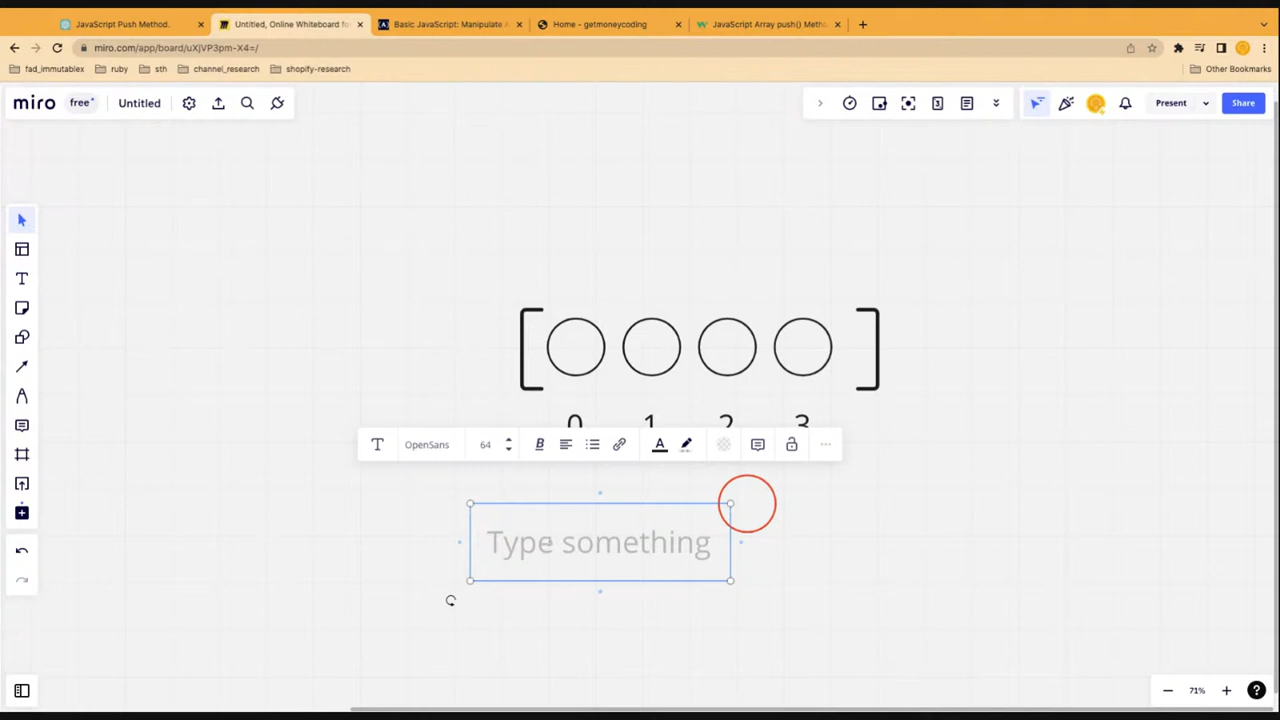 JavaScript Push Method.
Untitled, Online Whiteboard fo
Basic JavaScript: Manipulate
Home - getmoneycoding
JavaScript Array push() Meth
miro.com/app/board/uXjVP3pm-X4=/
fad_immutablex
ruby
sth
channel_research
shopify-research
Other Bookmarks
miro
free
Untitled
3
Present
Share
0 1 2 3
OpenSans
64
B
A
Type something
71%